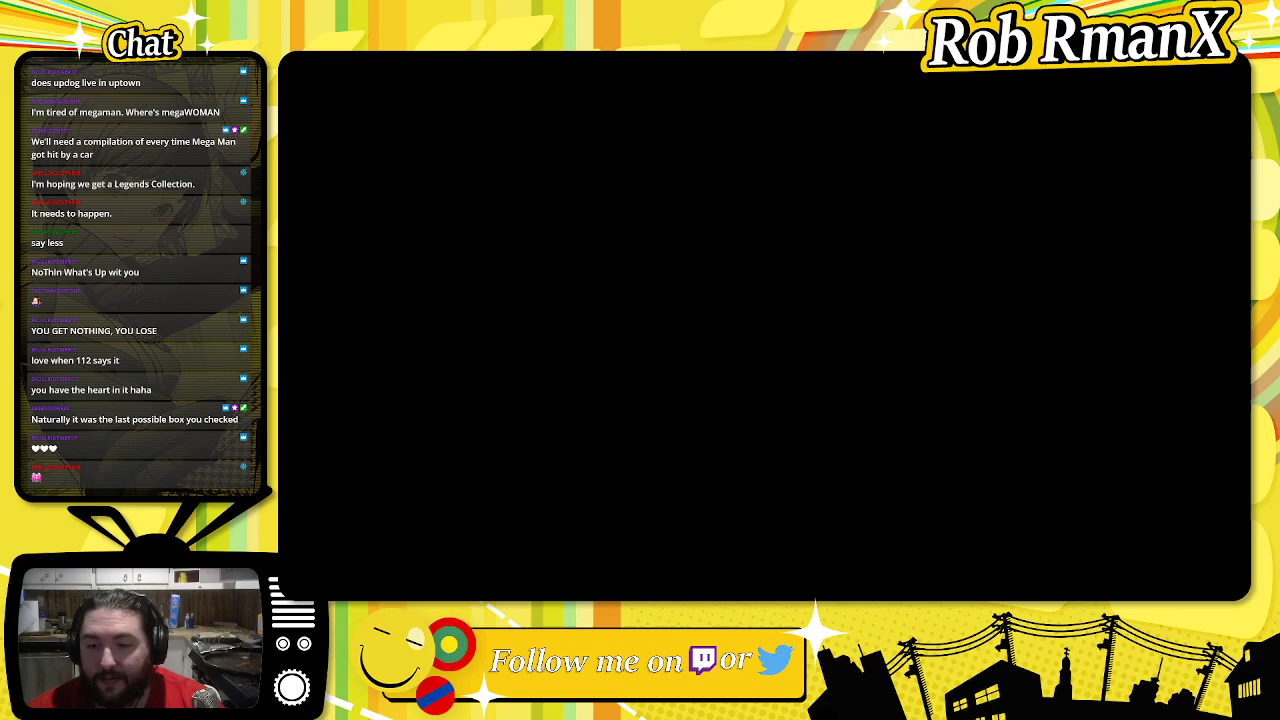 Chat
Rob RmanX
does updog live in uptown
I'm tired of megaman. Where's megaWOMAN
We'll need a compilation of every time Mega Man
got hit by a car
I'm hoping we get a Legends Collection.
It needs to happen.
say less
NoThin What's Up wit you
YOU GET NOTHING, YOU LOSE
love when 112 says it
you have the heart in it haha
Naturally it was the last possible box you checked
Follow me on or